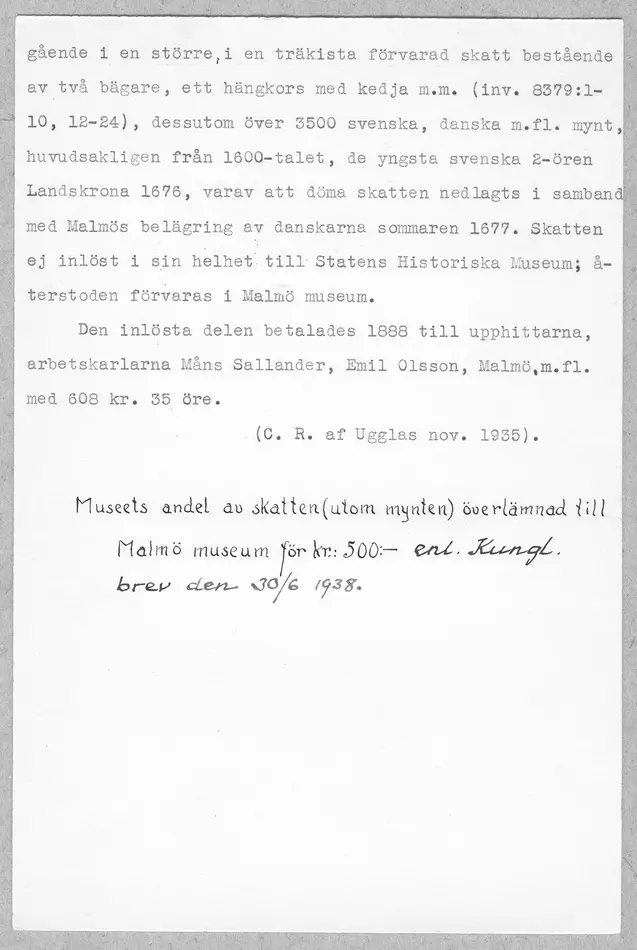 gående i en större,i en träkista förvarad skatt bestående
av två bägare, ett hängkors med kedja m.m. (inv. 8379:1-
10, 12-24), dessutom över 3500 svenska, danska m.fl. mynt,
huvudsakligen från 1600-talet, de yngsta svenska 2-ören
Landskrona 1676, varav att döma skatten nedlagts i samband
med Malmös belägring av danskarna sommaren 1677. Skatten
ej inlöst i sin helhet till Statens Historiska Museum; å-
terstoden förvaras i Malmö museum.
Den inlösta delen betalades 1888 till upphittarna,
arbetskarlarna Måns Sallander, Emil Olsson, Malmö,m.fl.
med 608 kr. 35 öre.
(C. R. af Ugglas nov. 1935).
Museets andel av skatten(utom mynten) överlämnad till
Malmö museum för kr: 500:— enl. Kungl.
brev den 30/6 1938.